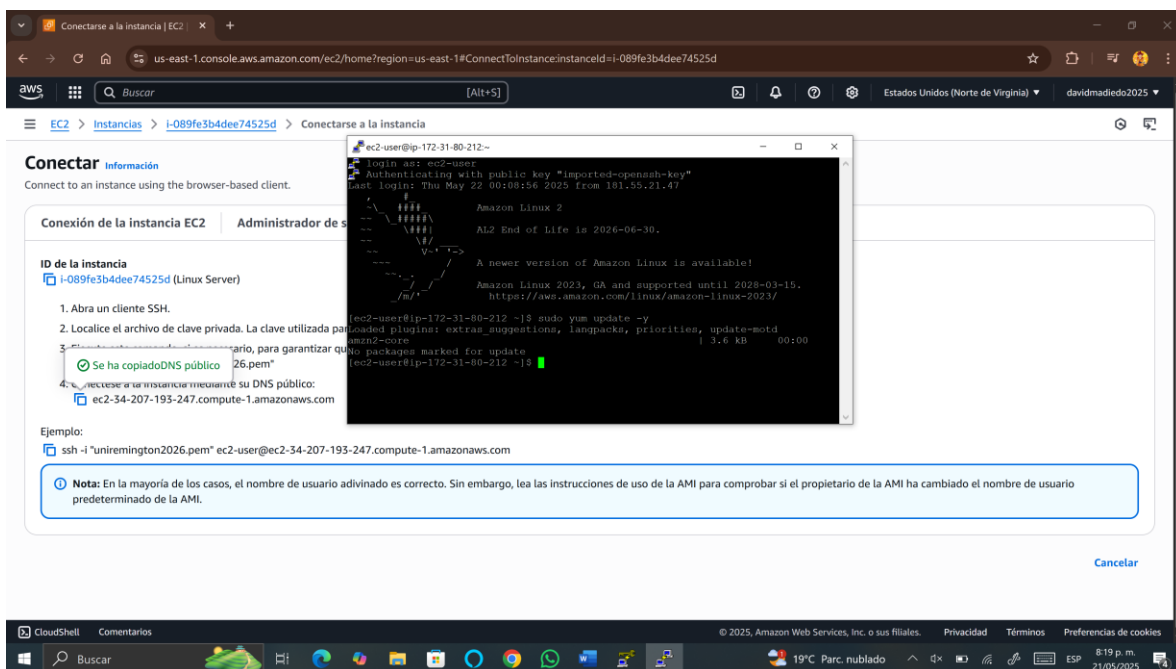 Conectarse a la instancia | EC2 |
us-east-1.console.aws.amazon.com/ec2/home?region=us-east-1#ConnectToInstance:instanceId=i-089fe3b4dee74525d
aws
Buscar
[Alt+S]
Estados Unidos (Norte de Virginia)
davidmadiedo2025
EC2 > Instancias > i-089fe3b4dee74525d > Conectarse a la instancia
Conectar Información
Connect to an instance using the browser-based client.
Conexión de la instancia EC2
Administrador de s
ID de la instancia
i-089fe3b4dee74525d (Linux Server)
1. Abra un cliente SSH.
2. Localice el archivo de clave privada. La clave utilizada par
ario, para garantizar qu
Se ha copiadoDNS público
26.pem"
4. Conéctese a la instancia mediante su DNS público:
ec2-34-207-193-247.compute-1.amazonaws.com
Ejemplo:
ssh -i "uniremington2026.pem" ec2-user@ec2-34-207-193-247.compute-1.amazonaws.com
Nota: En la mayoría de los casos, el nombre de usuario adivinado es correcto. Sin embargo, lea las instrucciones de uso de la AMI para comprobar si el propietario de la AMI ha cambiado el nombre de usuario
predeterminado de la AMI.
Cancelar
ec2-user@ip-172-31-80-212:~
login as: ec2-user
Authenticating with public key "imported-openssh-key"
Last login: Thu May 22 00:08:56 2025 from 181.55.21.47
Amazon Linux 2
AL2 End of Life is 2026-06-30.
A newer version of Amazon Linux is available!
Amazon Linux 2023, GA and supported until 2028-03-15.
https://aws.amazon.com/linux/amazon-linux-2023/
[ec2-user@ip-172-31-80-212 ~]$ sudo yum update -y
Loaded plugins: extras_suggestions, langpacks, priorities, update-motd
amzn2-core | 3.6 kB 00:00
No packages marked for update
[ec2-user@ip-172-31-80-212 ~]$
CloudShell
Comentarios
© 2025, Amazon Web Services, Inc. o sus filiales.
Privacidad
Términos
Preferencias de cookies
Buscar
19°C Parc. nublado
ESP
8:19 p. m.
21/05/2025